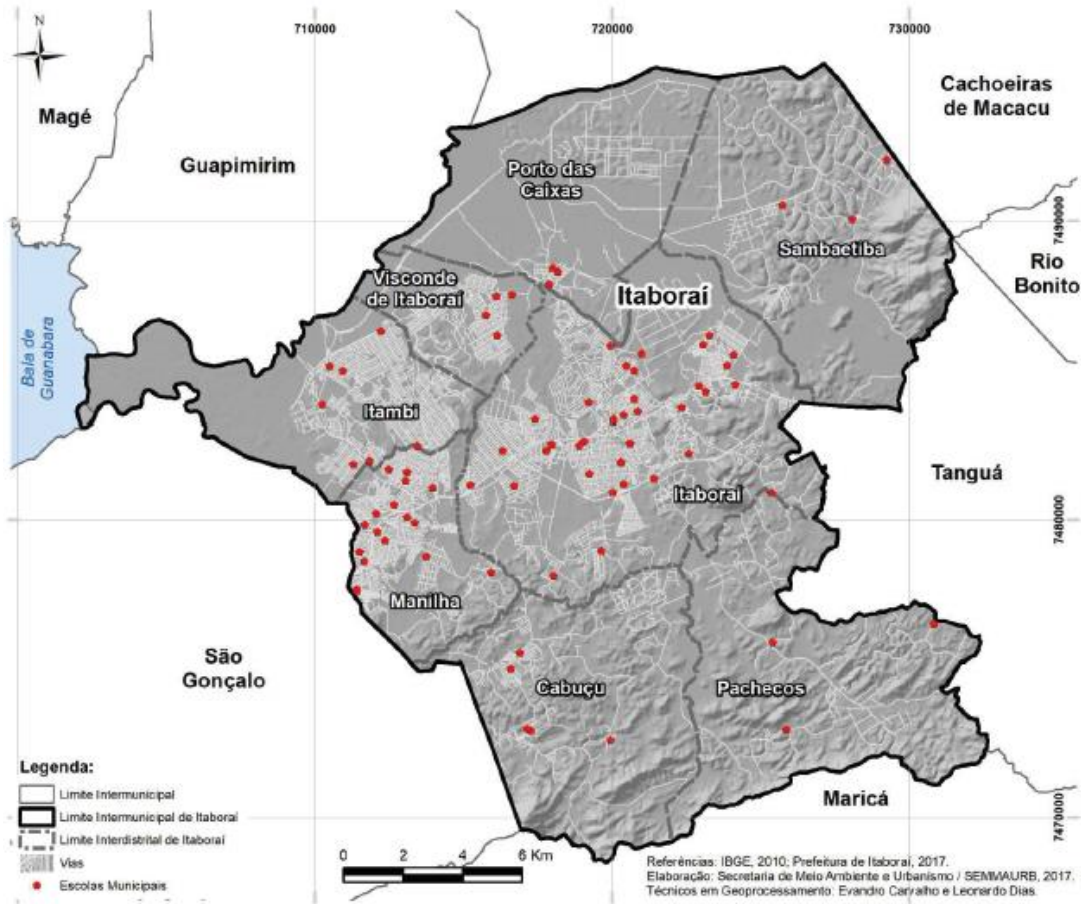 N
710000
720000
730000
Magé
Guapimirim
Cachoeiras
de Macacu
Porto das
Caixas
Sambaetiba
7490000
Rio
Bonito
Visconde
de Itaboraí
Itaboraí
Baía de
Guanabara
Itambi
Itaboraí
Tanguá
7480000
Manilha
São
Gonçalo
Cabuçu
Pachecos
Maricá
7470000
Legenda:
Limite Intermunicipal
Limite Intermunicipal de Itaboraí
Limite Interdistrital de Itaboraí
Vias
Escolas Municipais
0 2 4 6 Km
Referências: IBGE, 2010; Prefeitura de Itaboraí, 2017.
Elaboração: Secretaria de Meio Ambiente e Urbanismo / SEMMAURB, 2017.
Técnicos em Geoprocessamento: Evandro Carvalho e Leonardo Dias.